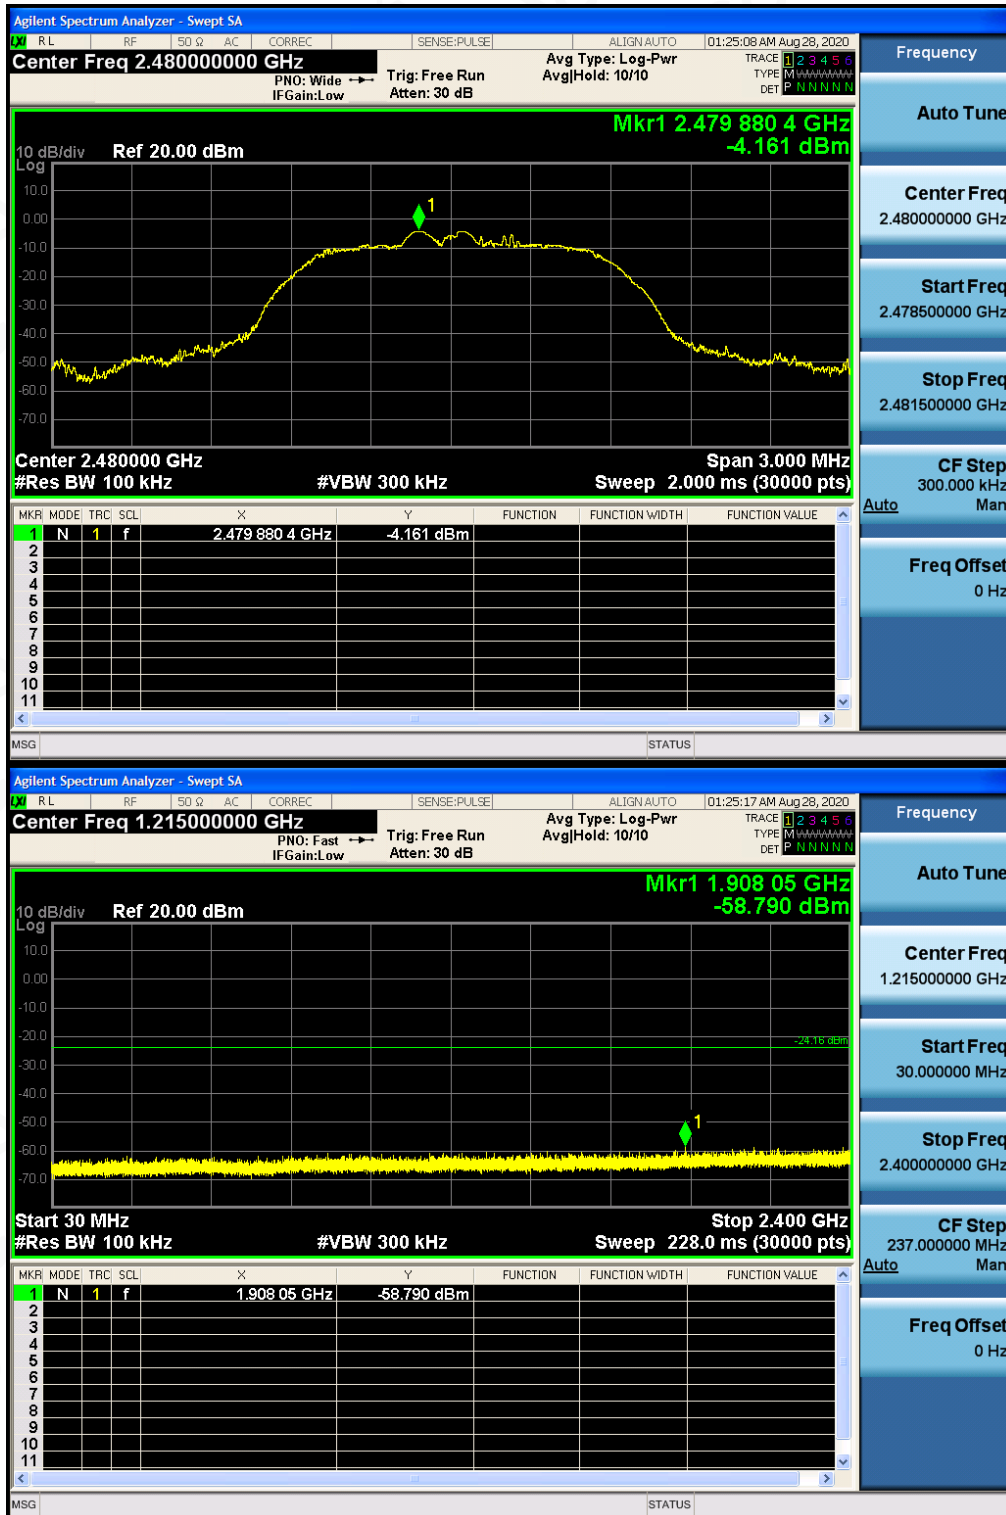 Agilent Spectrum Analyzer - Swept SA
LXI RL RF 50 Ω AC CORREC SENSE:PULSE ALIGN AUTO 01:25:08 AM Aug 28, 2020
Center Freq 2.480000000 GHz
PNO: Wide
IFGain:Low
Trig: Free Run
Atten: 30 dB
Avg Type: Log-Pwr
Avg|Hold: 10/10
TRACE 1 2 3 4 5 6
TYPE M
DET P N N N N N
Mkr1 2.479 880 4 GHz
-4.161 dBm
10 dB/div Ref 20.00 dBm
Log
10.0
0.00
-10.0
-20.0
-30.0
-40.0
-50.0
-60.0
-70.0
1
Center 2.480000 GHz Span 3.000 MHz
#Res BW 100 kHz #VBW 300 kHz Sweep 2.000 ms (30000 pts)
MKR MODE TRC SCL X Y FUNCTION FUNCTION WIDTH FUNCTION VALUE
1 N 1 f 2.479 880 4 GHz -4.161 dBm
2
3
4
5
6
7
8
9
10
11
MSG STATUS
Frequency
Auto Tune
Center Freq
2.480000000 GHz
Start Freq
2.478500000 GHz
Stop Freq
2.481500000 GHz
CF Step
300.000 kHz
Auto Man
Freq Offset
0 Hz
Agilent Spectrum Analyzer - Swept SA
LXI RL RF 50 Ω AC CORREC SENSE:PULSE ALIGN AUTO 01:25:17 AM Aug 28, 2020
Center Freq 1.215000000 GHz
PNO: Fast
IFGain:Low
Trig: Free Run
Atten: 30 dB
Avg Type: Log-Pwr
Avg|Hold: 10/10
TRACE 1 2 3 4 5 6
TYPE M
DET P N N N N N
Mkr1 1.908 05 GHz
-58.790 dBm
10 dB/div Ref 20.00 dBm
Log
10.0
0.00
-10.0
-20.0
-30.0
-40.0
-50.0
-60.0
-70.0
-24.16 dBm
1
Start 30 MHz Stop 2.400 GHz
#Res BW 100 kHz #VBW 300 kHz Sweep 228.0 ms (30000 pts)
MKR MODE TRC SCL X Y FUNCTION FUNCTION WIDTH FUNCTION VALUE
1 N 1 f 1.908 05 GHz -58.790 dBm
2
3
4
5
6
7
8
9
10
11
MSG STATUS
Frequency
Auto Tune
Center Freq
1.215000000 GHz
Start Freq
30.000000 MHz
Stop Freq
2.400000000 GHz
CF Step
237.000000 MHz
Auto Man
Freq Offset
0 Hz